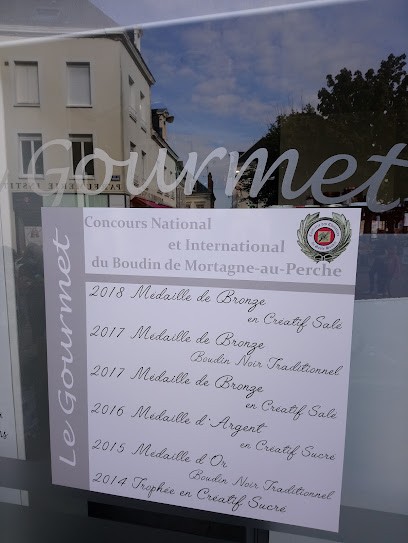 Gourmet
Concours National
et International
du Boudin de Mortagne-au-Perche
Le Gourmet
2018 Médaille de Bronze
en Créatif Salé
2017 Médaille de Bronze
Boudin Noir Traditionnel
2017 Médaille de Bronze
en Créatif Salé
2016 Médaille d'Argent
en Créatif Sucré
2015 Médaille d'Or
Boudin Noir Traditionnel
2014 Trophée en Créatif Sucré